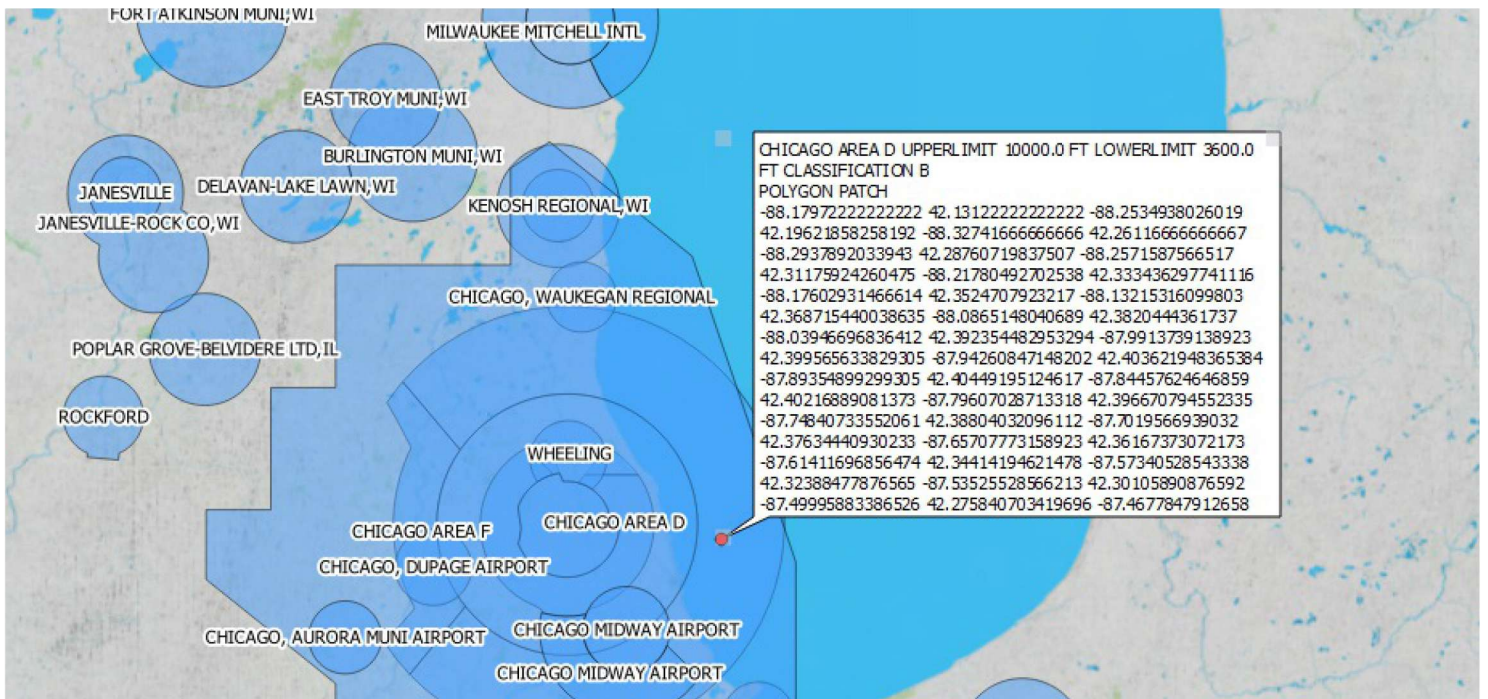 FORT ATKINSON MUNI,WI
MILWAUKEE MITCHELL INTL
EAST TROY MUNI,WI
BURLINGTON MUNI,WI
JANESVILLE
DELAVAN-LAKE LAWN,WI
KENOSH REGIONAL,WI
JANESVILLE-ROCK CO,WI
CHICAGO, WAUKEGAN REGIONAL
POPLAR GROVE-BELVIDERE LTD,IL
ROCKFORD
WHEELING
CHICAGO AREA F
CHICAGO AREA D
CHICAGO, DUPAGE AIRPORT
CHICAGO, AURORA MUNI AIRPORT
CHICAGO MIDWAY AIRPORT
CHICAGO MIDWAY AIRPORT
CHICAGO AREA D UPPERLIMIT 10000.0 FT LOWERLIMIT 3600.0
FT CLASSIFICATION B
POLYGON PATCH
-88.17972222222222 42.13122222222222 -88.2534938026019
42.196218582581892 -88.32741666666666 42.26116666666667
-88.2937892033943 42.28760719837507 -88.25715875665517
42.31175924260475 -88.21780492702538 42.333436297741116
-88.17602931466614 42.3524707923217 -88.13215316099803
42.368715440038635 -88.0865148040689 42.3820444361737
-88.03946696836412 42.392354482953294 -87.99137391389923
42.399565633829305 -87.94260847148202 42.403621948365384
-87.89354899299305 42.40449195124617 -87.84457624646859
42.40216889081373 -87.79607028713318 42.396670794552335
-87.74840733552061 42.38804032096112 -87.7019566939032
42.37634440930233 -87.65707773158923 42.36167373072173
-87.61411696856474 42.34414194621478 -87.57340528543338
42.32388477876565 -87.53525528566213 42.30105890876592
-87.49995883386526 42.275840703419696 -87.4677847912658